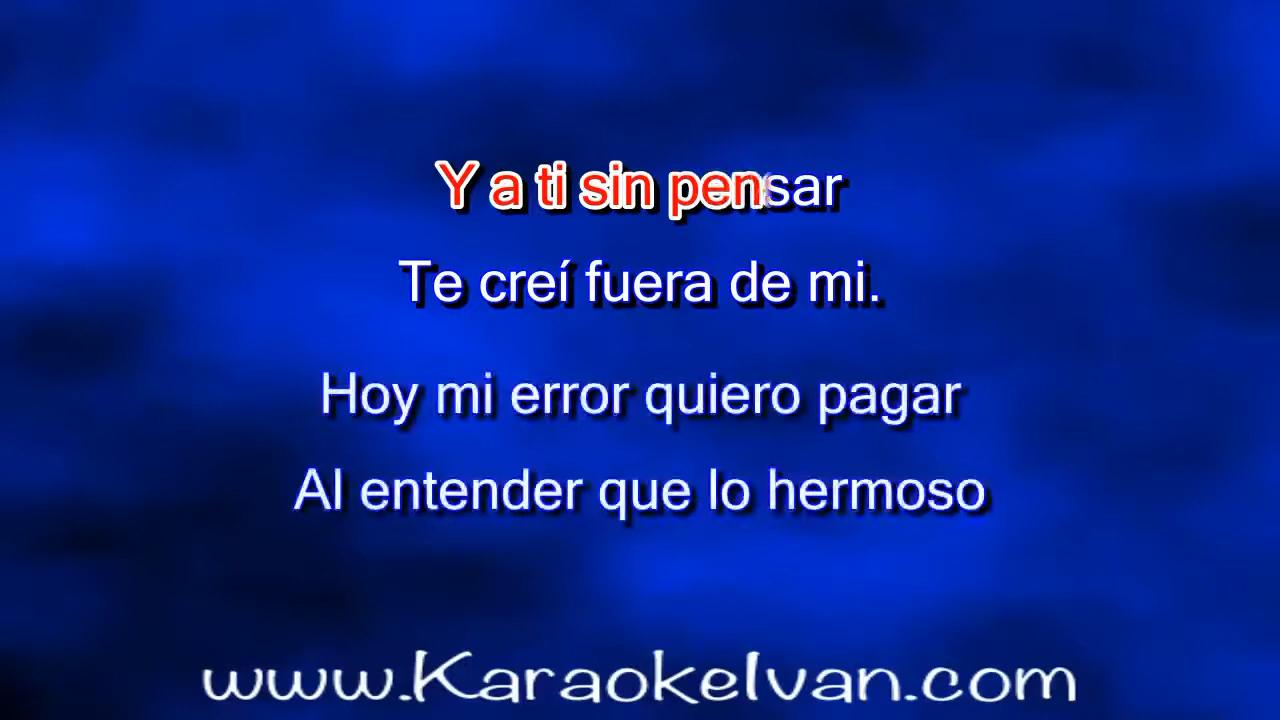 Y a ti sin pensar
Te creí fuera de mi.
Hoy mi error quiero pagar
Al entender que lo hermoso
www.KaraokeIvan.com